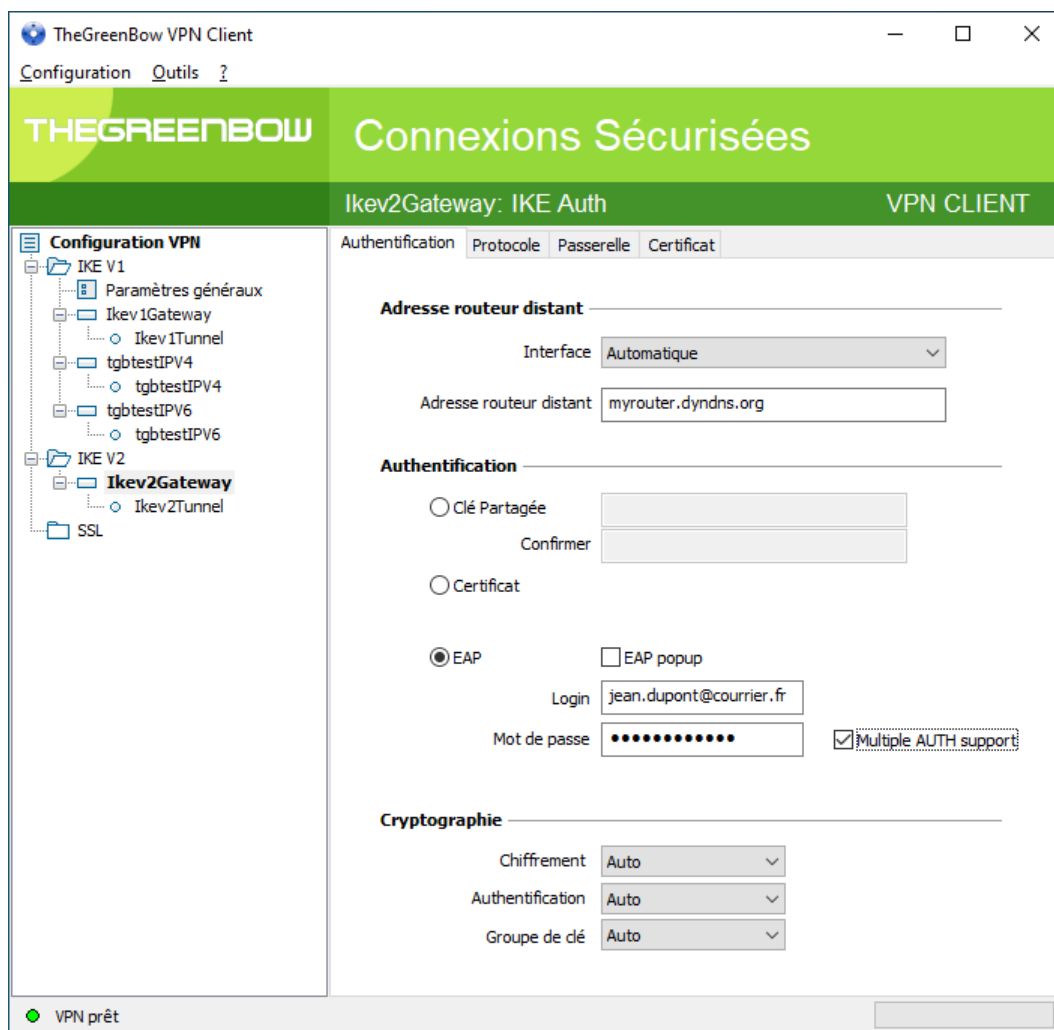 TheGreenBow VPN Client
Configuration Outils ?
THEGREENBOW
Connexions Sécurisées
Ikev2Gateway: IKE Auth
VPN CLIENT
Configuration VPN
IKE V1
Paramètres généraux
Ikev1Gateway
Ikev1Tunnel
tgbtestIPV4
tgbtestIPV4
tgbtestIPV6
tgbtestIPV6
IKE V2
Ikev2Gateway
Ikev2Tunnel
SSL
Authentification Protocole Passerelle Certificat
Adresse routeur distant
Interface Automatique
Adresse routeur distant myrouter.dyndns.org
Authentification
Clé Partagée
Confirmer
Certificat
EAP EAP popup
Login jean.dupont@courrier.fr
Mot de passe •••••••••••• Multiple AUTH support
Cryptographie
Chiffrement Auto
Authentification Auto
Groupe de clé Auto
VPN prêt